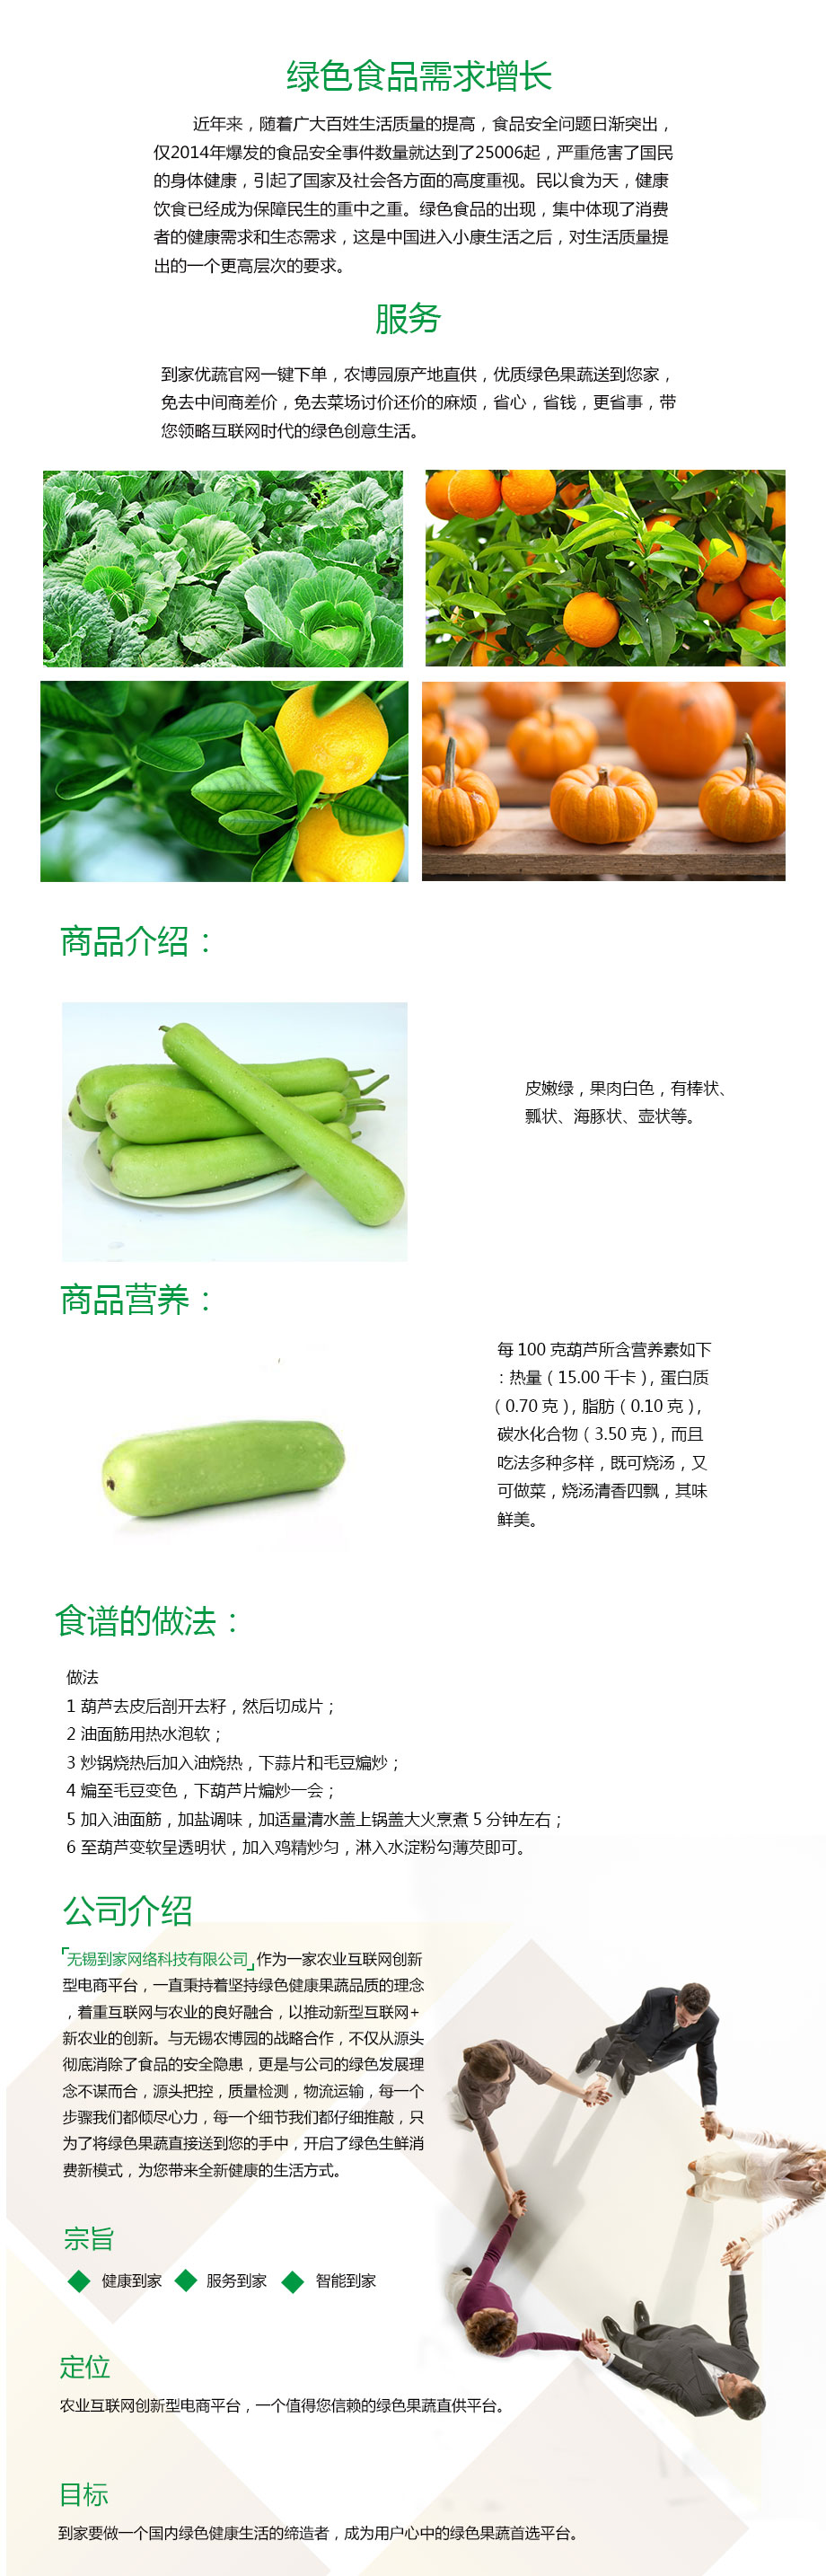 绿色食品需求增长
近年来，随着广大百姓生活质量的提高，食品安全问题日渐突出，
仅2014年爆发的食品安全事件数量就达到了25006起，严重危害了国民
的身体健康，引起了国家及社会各方面的高度重视。民以食为天，健康
饮食已经成为保障民生的重中之重。绿色食品的出现，集中体现了消费
者的健康需求和生态需求，这是中国进入小康生活之后，对生活质量提
出的一个更高层次的要求。
服务
到家优蔬官网一键下单，农博园原产地直供，优质绿色果蔬送到您家，
免去中间商差价，免去菜场讨价还价的麻烦，省心，省钱，更省事，带
您领略互联网时代的绿色创意生活。
商品介绍：
皮嫩绿，果肉白色，有棒状、
瓢状、海豚状、壶状等。
商品营养：
每 100 克葫芦所含营养素如下
：热量（15.00 千卡），蛋白质
（0.70 克），脂肪（0.10 克），
碳水化合物（3.50 克），而且
吃法多种多样，既可烧汤，又
可做菜，烧汤清香四飘，其味
鲜美。
食谱的做法：
做法
1 葫芦去皮后剖开去籽，然后切成片；
2 油面筋用热水泡软；
3 炒锅烧热后加入油烧热，下蒜片和毛豆煸炒；
4 煸至毛豆变色，下葫芦片煸炒一会；
5 加入油面筋，加盐调味，加适量清水盖上锅盖大火烹煮 5 分钟左右；
6 至葫芦变软呈透明状，加入鸡精炒匀，淋入水淀粉勾薄芡即可。
公司介绍
「无锡到家网络科技有限公司」作为一家农业互联网创新
型电商平台，一直秉持着坚持绿色健康果蔬品质的理念
，着重互联网与农业的良好融合，以推动新型互联网+
新农业的创新。与无锡农博园的战略合作，不仅从源头
彻底消除了食品的安全隐患，更是与公司的绿色发展理
念不谋而合，源头把控，质量检测，物流运输，每一个
步骤我们都倾尽心力，每一个细节我们都仔细推敲，只
为了将绿色果蔬直接送到您的手中，开启了绿色生鲜消
费新模式，为您带来全新健康的生活方式。
宗旨
◆ 健康到家 ◆ 服务到家 ◆ 智能到家
定位
农业互联网创新型电商平台，一个值得您信赖的绿色果蔬直供平台。
目标
到家要做一个国内绿色健康生活的缔造者，成为用户心中的绿色果蔬首选平台。